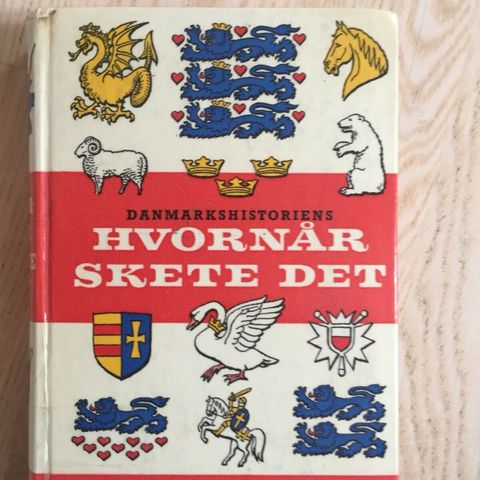 DANMARKSHISTORIENS
HVORNÅR
SKETE DET